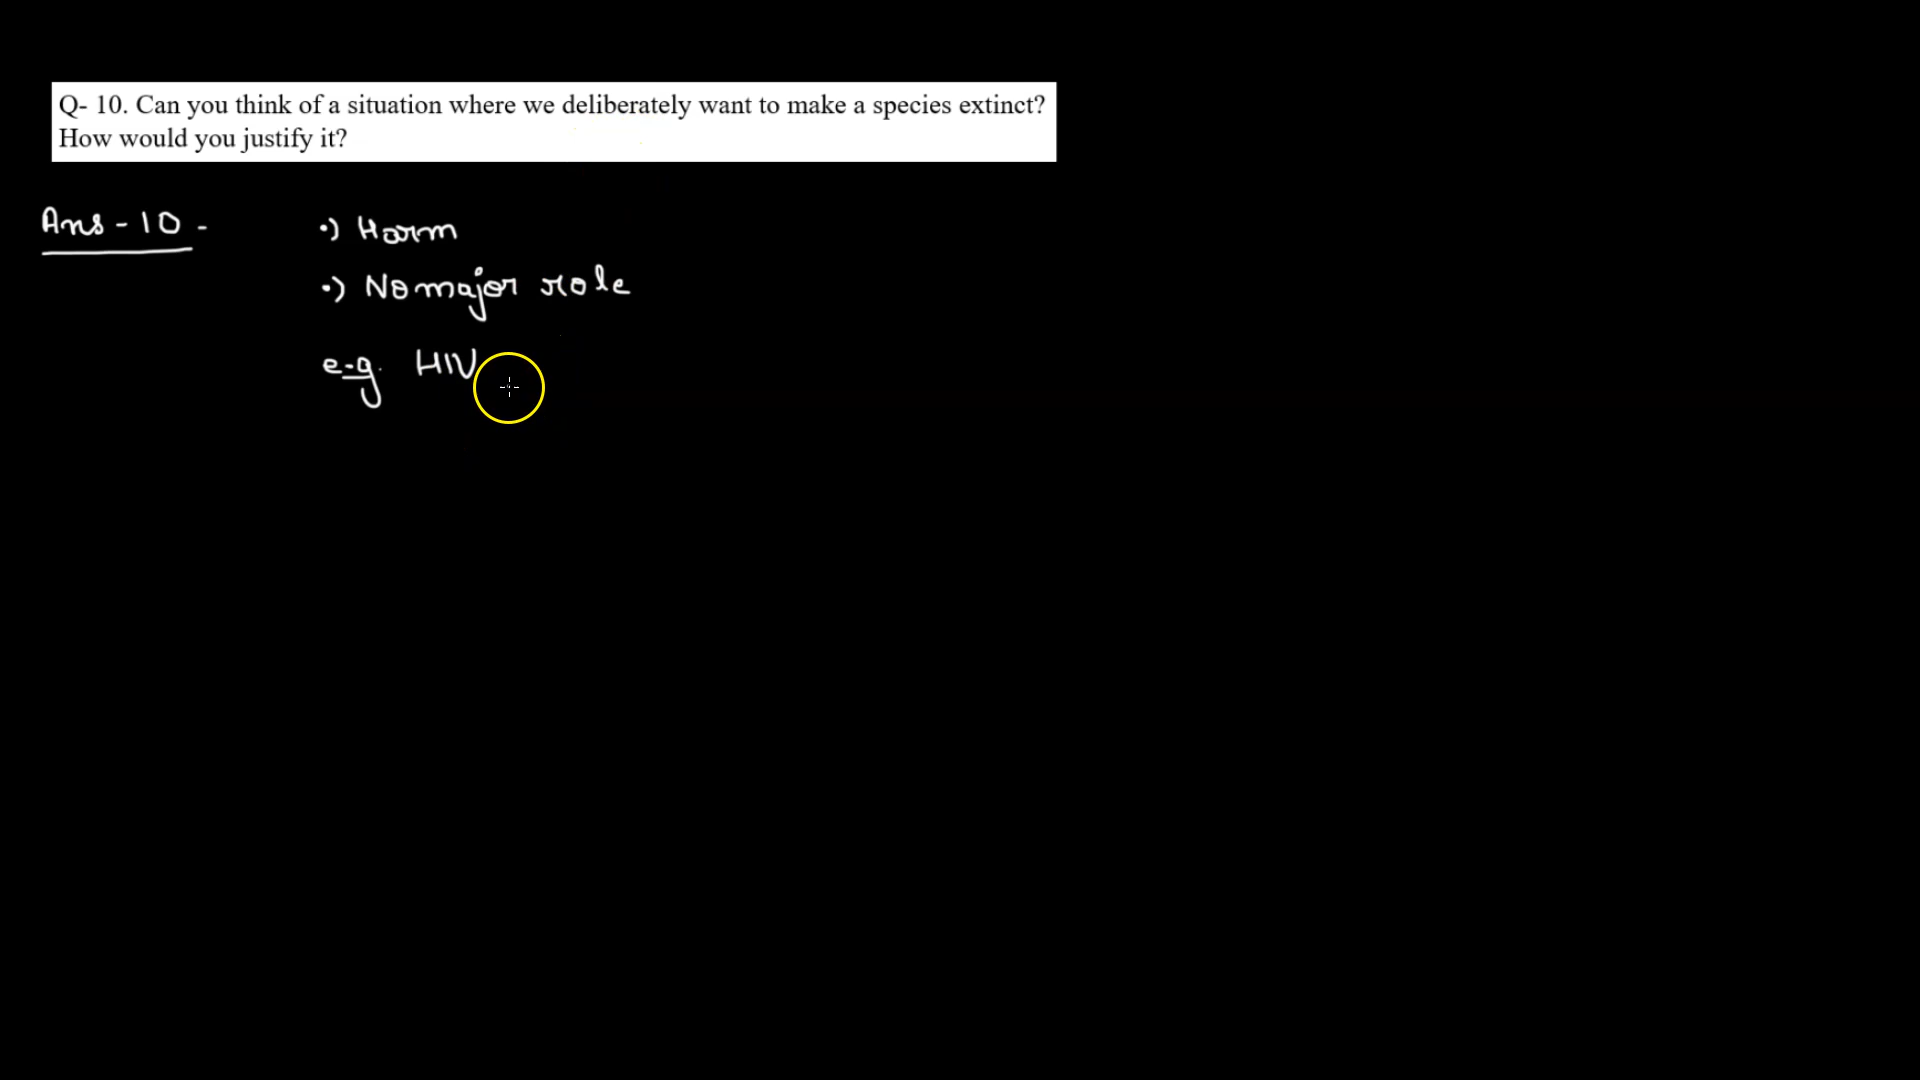 Q- 10. Can you think of a situation where we deliberately want to make a species extinct?
How would you justify it?
Ans - 10 -
•) Harm
•) No major role
e.g. HIV